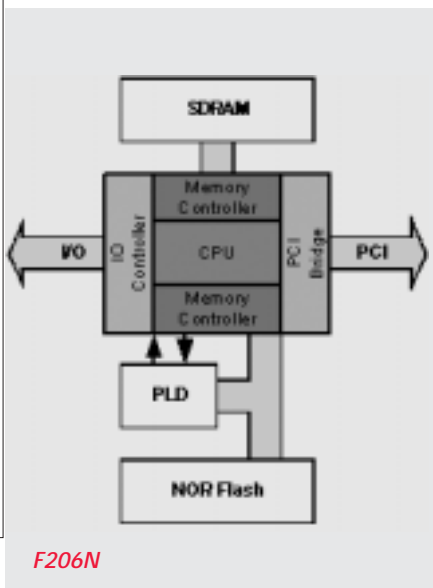 SDRAM
Memory
Controller
I/O
IO
Controller
CPU
PCI
Bridge
PCI
Memory
Controller
PLD
NOR Flash
F206N